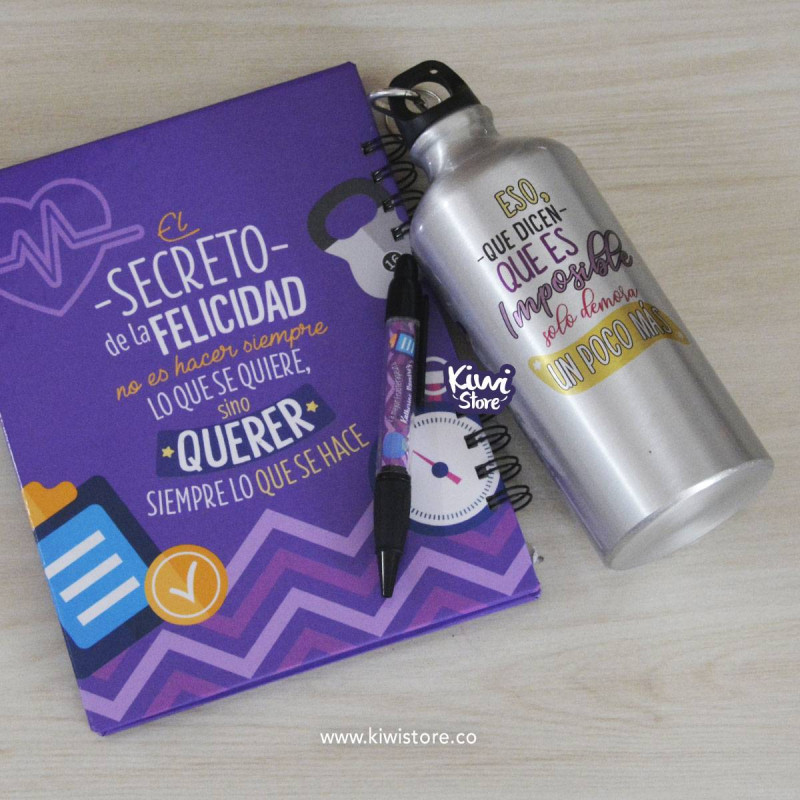 El
-SECRETO-
de la FELICIDAD
no es hacer siempre
LO QUE SE QUIERE,
sino
QUERER
SIEMPRE LO QUE SE HACE
16
ESO,
-QUE DICEN-
QUE ES
Imposible
solo demora
UN POCO MÁS
Kiwi
Store
www.kiwistore.co